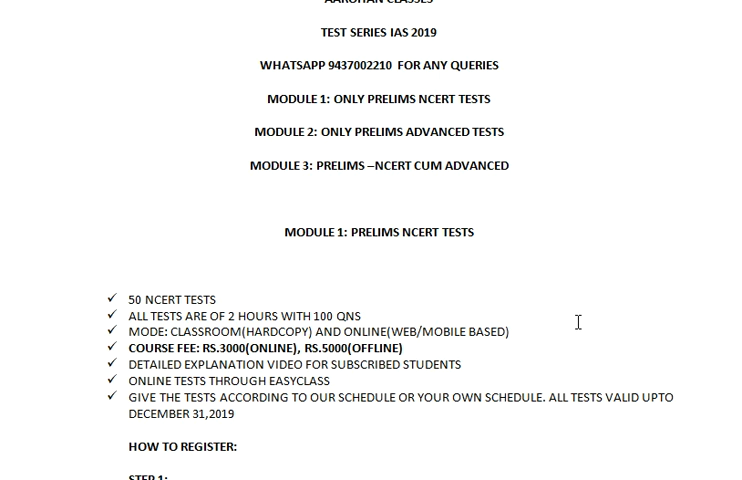 AAROHAN CLASSES
TEST SERIES IAS 2019
WHATSAPP 9437002210 FOR ANY QUERIES
MODULE 1: ONLY PRELIMS NCERT TESTS
MODULE 2: ONLY PRELIMS ADVANCED TESTS
MODULE 3: PRELIMS –NCERT CUM ADVANCED
MODULE 1: PRELIMS NCERT TESTS
✓ 50 NCERT TESTS
✓ ALL TESTS ARE OF 2 HOURS WITH 100 QNS
✓ MODE: CLASSROOM(HARDCOPY) AND ONLINE(WEB/MOBILE BASED)
✓ COURSE FEE: RS.3000(ONLINE), RS.5000(OFFLINE)
✓ DETAILED EXPLANATION VIDEO FOR SUBSCRIBED STUDENTS
✓ ONLINE TESTS THROUGH EASYCLASS
✓ GIVE THE TESTS ACCORDING TO OUR SCHEDULE OR YOUR OWN SCHEDULE. ALL TESTS VALID UPTO
DECEMBER 31,2019
HOW TO REGISTER:
STEP 1: